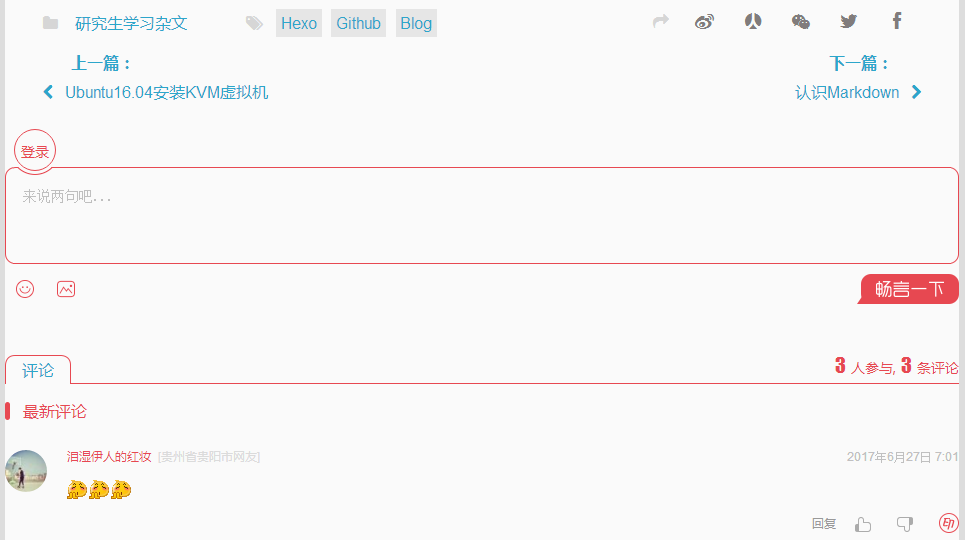 研究生学习杂文 Hexo Github Blog
上一篇： 下一篇：
Ubuntu16.04安装KVM虚拟机 认识Markdown
登录
来说两句吧...
畅言一下
评论 3 人参与, 3 条评论
最新评论
泪湿伊人的红妆 [贵州省贵阳市网友] 2017年6月27日 7:01
回复 印